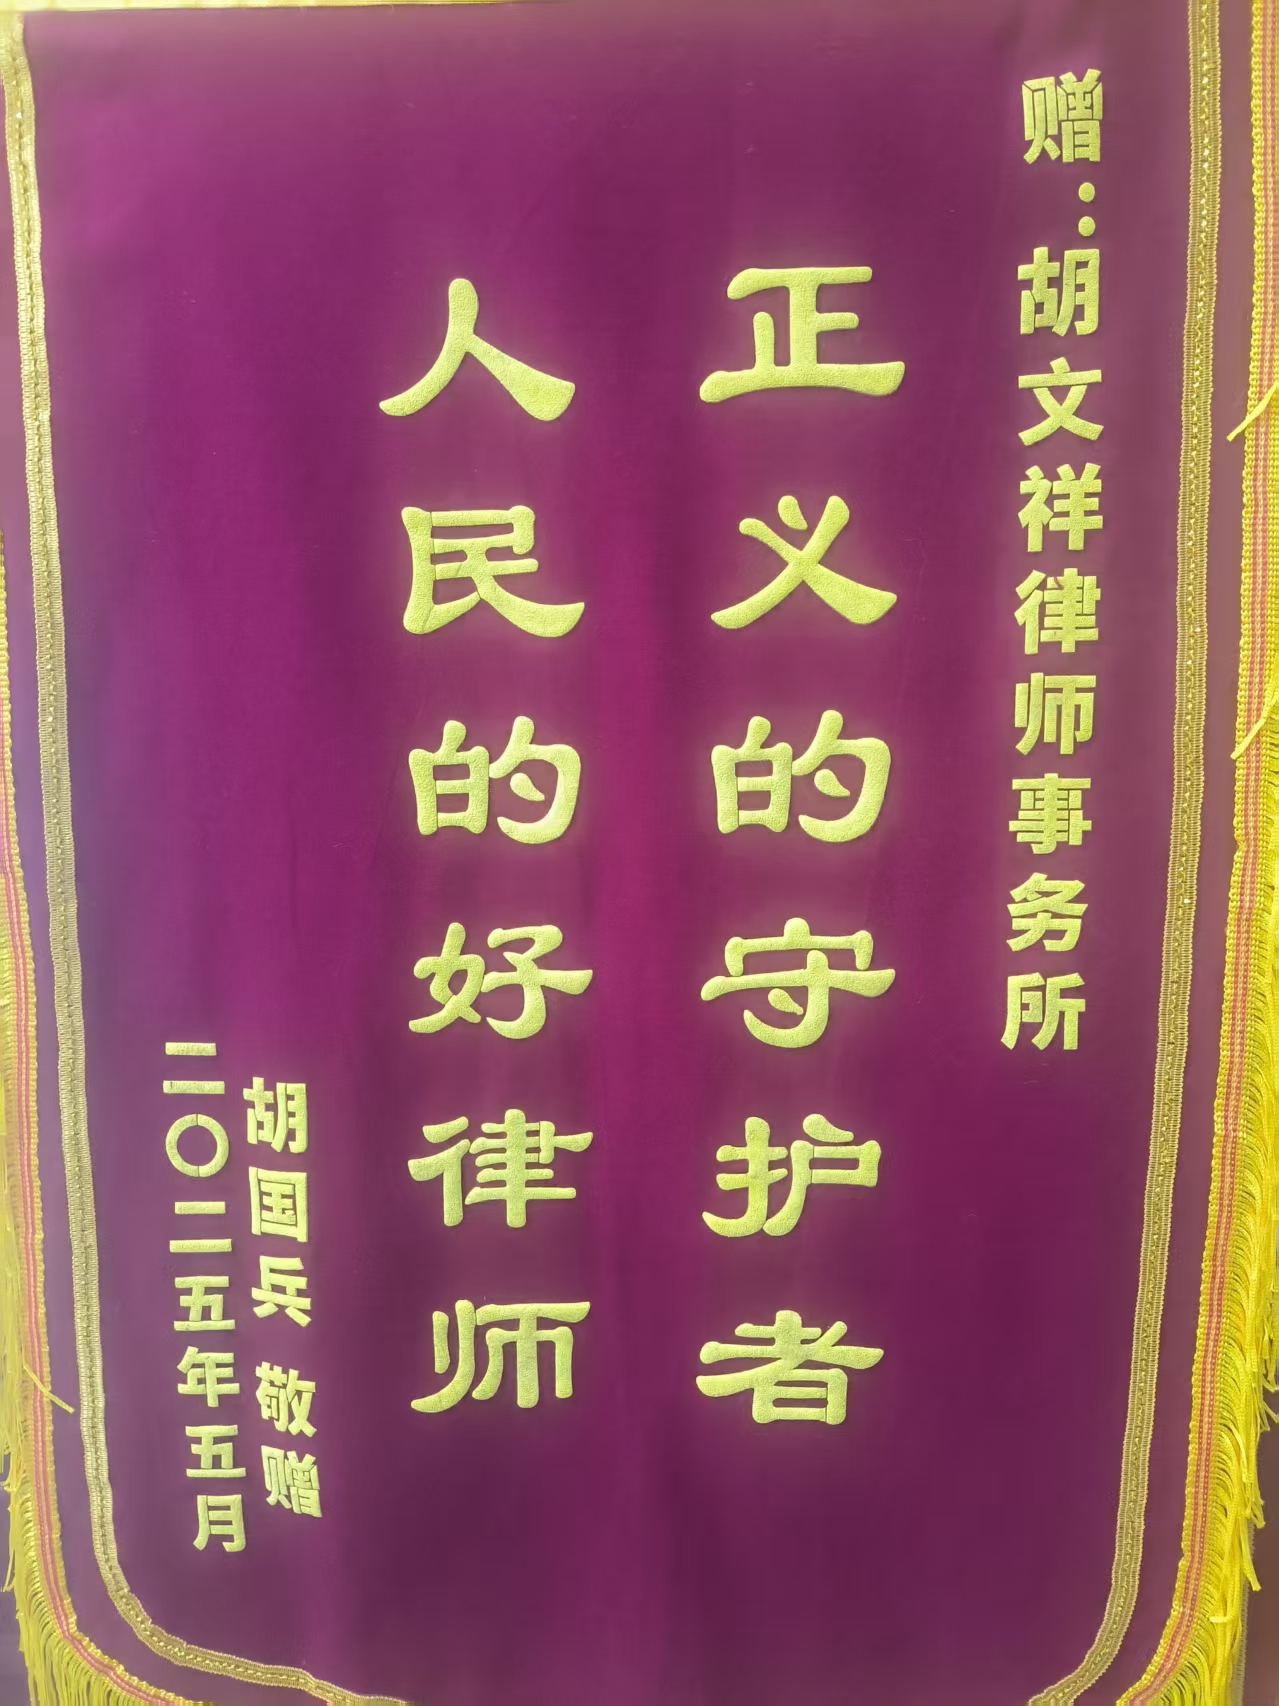 赠：胡文祥律师事务所
正义的守护者
人民的好律师
胡国兵 敬赠
二〇二五年五月